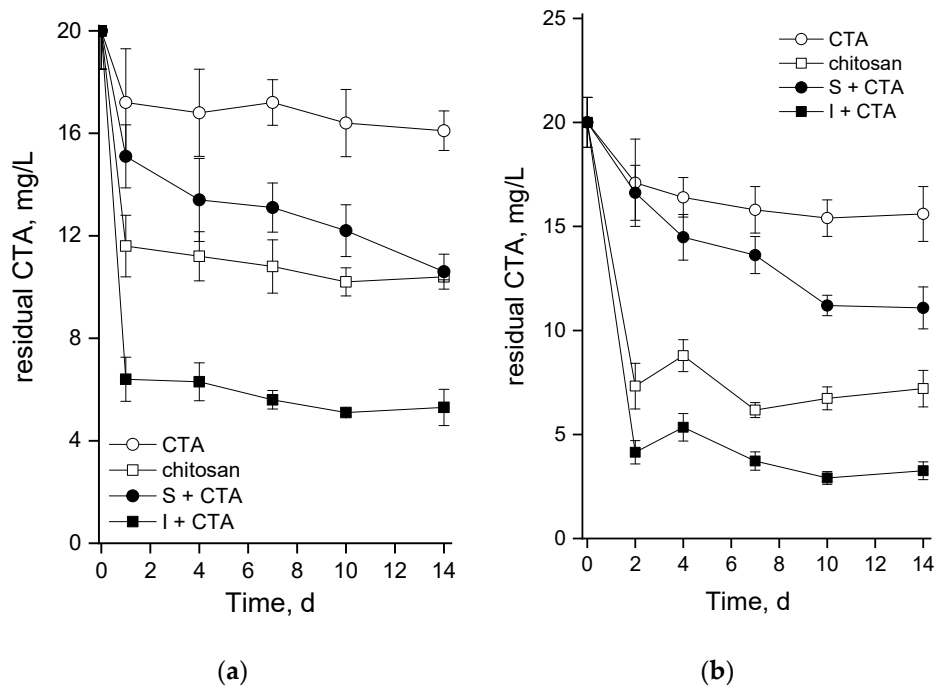 20
16
12
8
4
0
residual CTA, mg/L
CTA
chitosan
S + CTA
I + CTA
0 2 4 6 8 10 12 14
Time, d
(a)
25
20
15
10
5
0
residual CTA, mg/L
CTA
chitosan
S + CTA
I + CTA
0 2 4 6 8 10 12 14
Time, d
(b)